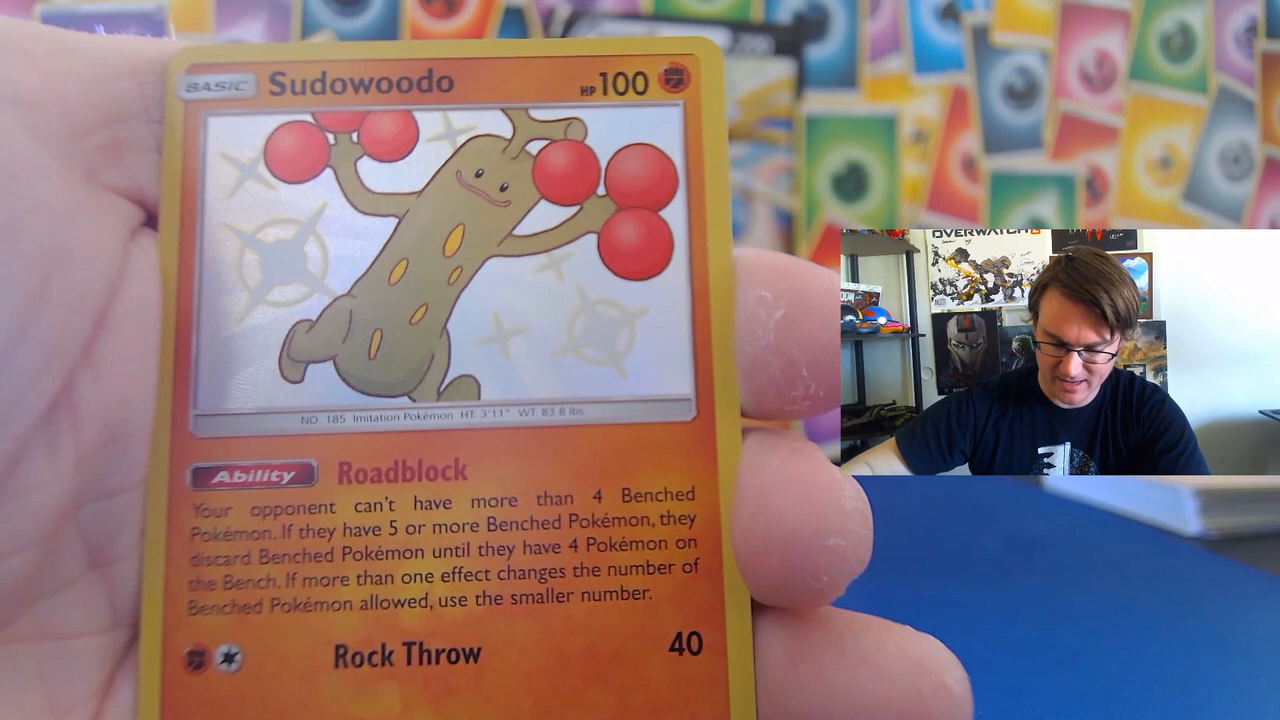 BASIC Sudowoodo HP 100
NO. 185 Imitation Pokémon HT: 3'11" WT: 83.8 lbs.
Ability Roadblock
Your opponent can't have more than 4 Benched
Pokémon. If they have 5 or more Benched Pokémon, they
discard Benched Pokémon until they have 4 Pokémon on
the Bench. If more than one effect changes the number of
Benched Pokémon allowed, use the smaller number.
Rock Throw 40
OVERWATCH 2